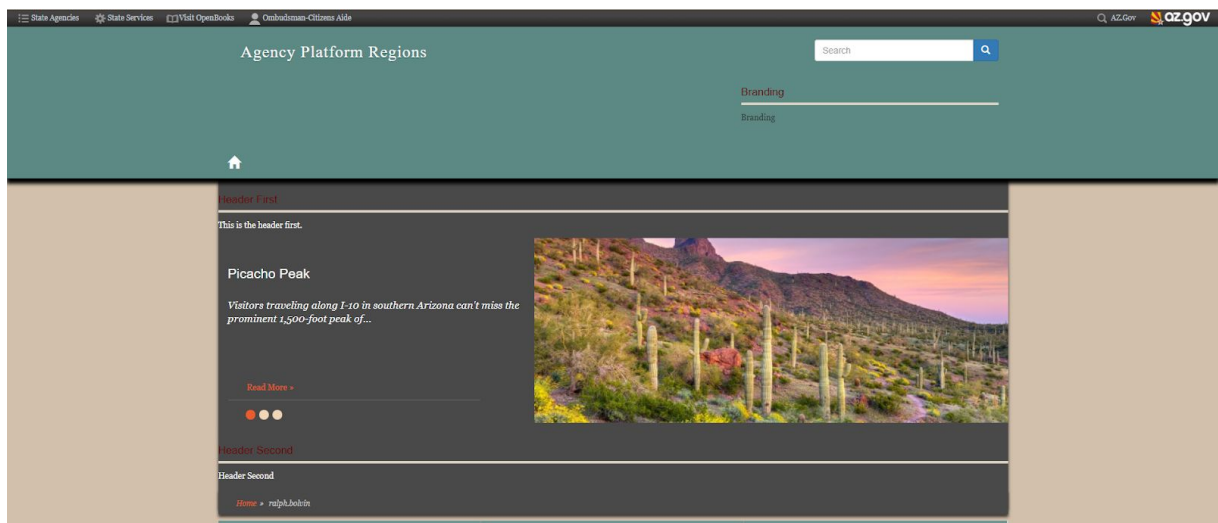 State Agencies State Services Visit OpenBooks Ombudsman-Citizens Aide AZ.Gov az.gov
Agency Platform Regions
Search
Branding
Branding
Header First
This is the header first.
Picacho Peak
Visitors traveling along I-10 in southern Arizona can't miss the
prominent 1,500-foot peak of...
Read More »
Header Second
Header Second
Home » ralph.bolvin